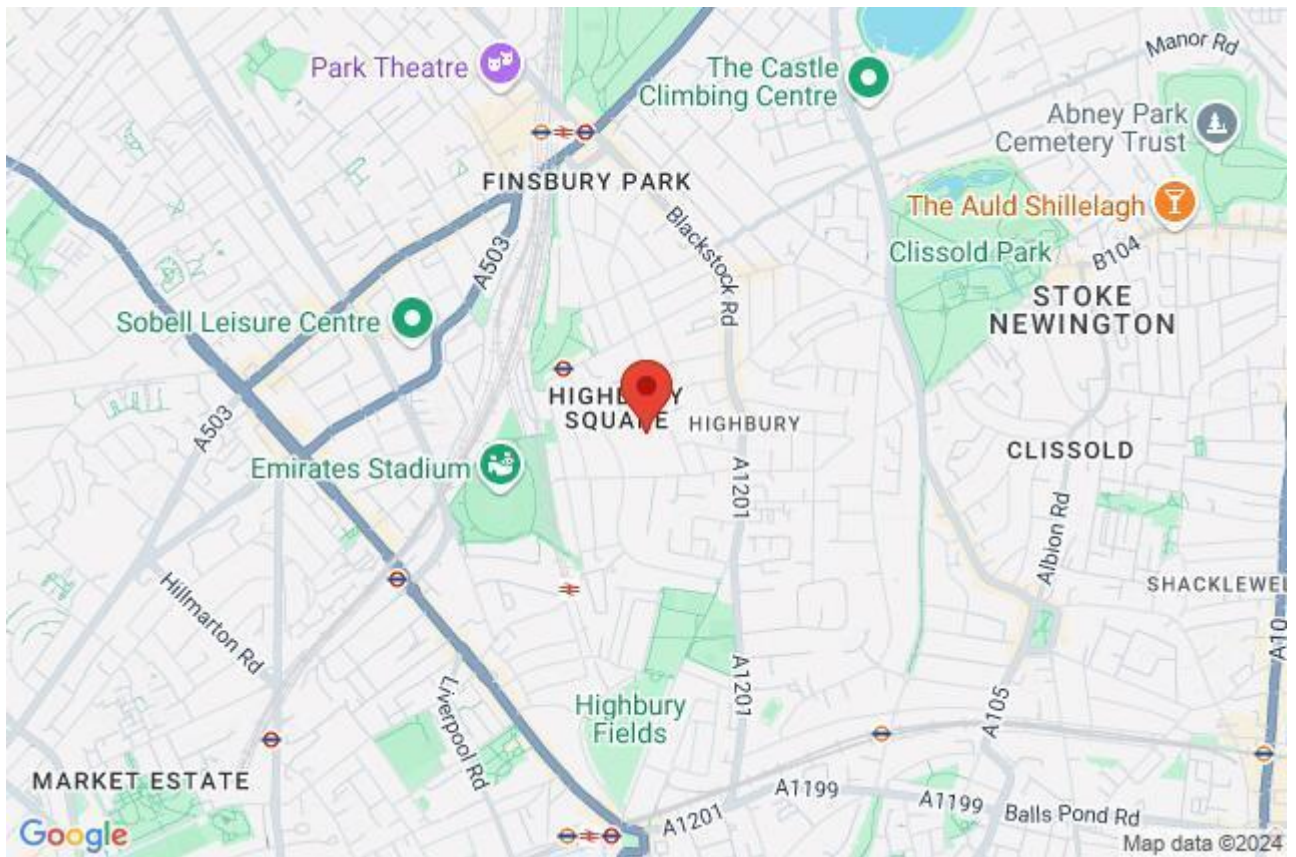 Manor Rd
Park Theatre
The Castle
Climbing Centre
Abney Park
Cemetery Trust
FINSBURY PARK
The Auld Shillelagh
Blackstock Rd
A503
Clissold Park
B104
STOKE
NEWINGTON
Sobell Leisure Centre
A503
HIGHBURY
SQUARE
HIGHBURY
CLISSOLD
Emirates Stadium
A1201
Albion Rd
Hillmarton Rd
SHACKLEWEL
A10
A1201
Liverpool Rd
Highbury
Fields
A105
MARKET ESTATE
A1199
A1199
Balls Pond Rd
A1201
Google
Map data ©2024